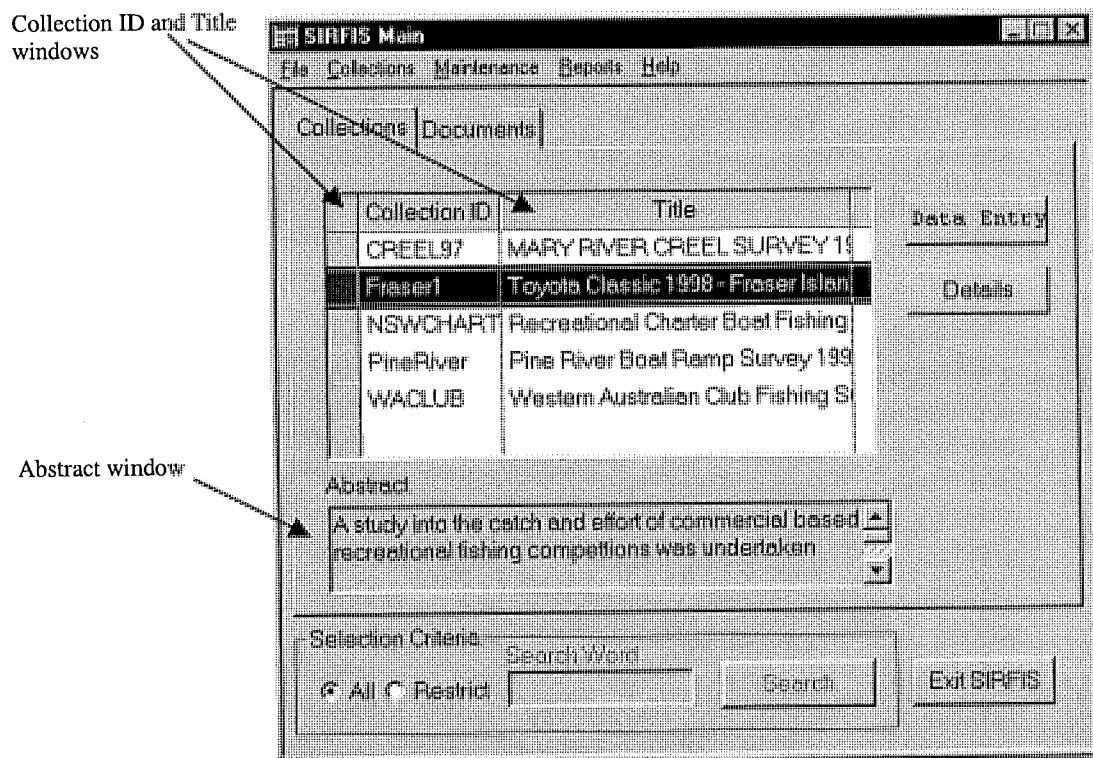 Collection ID and Title
windows
SIRFIS Main
File Collections Maintenance Reports Help
Collections Documents
Collection ID Title
CREEL97 MARY RIVER CREEL SURVEY 19
Fraser1 Toyota Classic 1998 - Fraser Islan
NSWCHART Recreational Charter Boat Fishing
PineRiver Pine River Boat Ramp Survey 199
WACLUB Western Australian Club Fishing S
Data Entry
Details
Abstract window
Abstract
A study into the catch and effort of commercial based
recreational fishing competions was undertaken
Selection Criteria
Search Word
All Restrict
Search
Exit SIRFIS